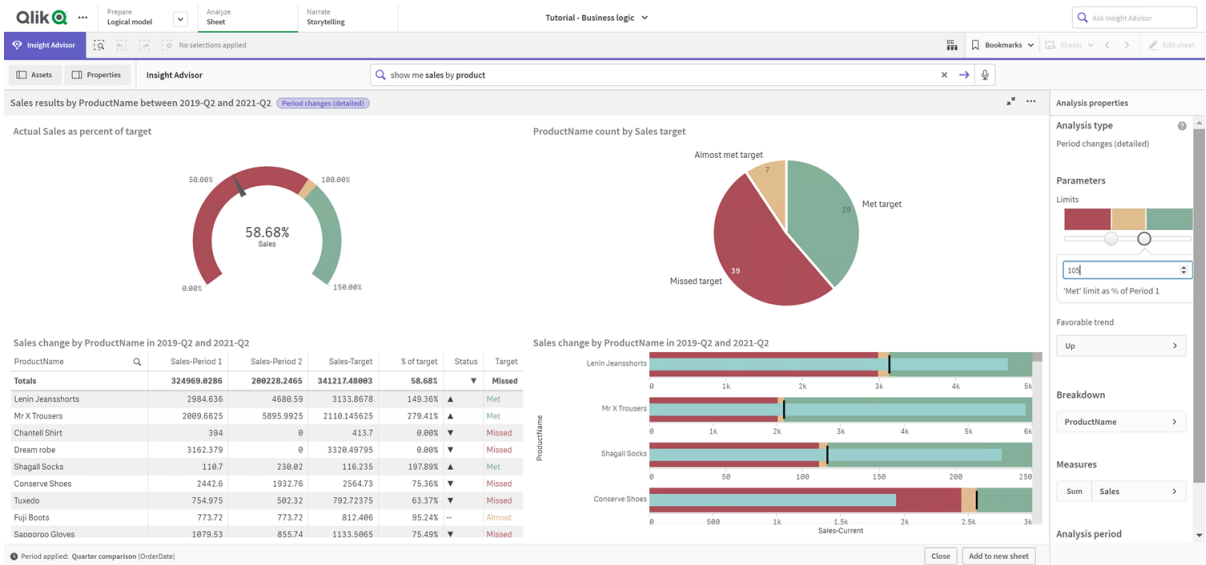 Qlik
Prepare
Logical model
Analyze
Sheet
Narrate
Storytelling
Tutorial - Business logic
Ask Insight Advisor
Insight Advisor
No selections applied
Bookmarks
Sheets
Edit sheet
Assets
Properties
Insight Advisor
show me sales by product
Sales results by ProductName between 2019-Q2 and 2021-Q2 Period changes (detailed)
Actual Sales as percent of target
50.00%
100.00%
58.68%
Sales
0.00%
150.00%
ProductName count by Sales target
Almost met target
7
Met target
29
39
Missed target
Sales change by ProductName in 2019-Q2 and 2021-Q2
ProductName Sales-Period 1 Sales-Period 2 Sales-Target % of target Status Target
Totals 324969.0286 200228.2465 341217.48003 58.68% ▼ Missed
Lenin Jeansshorts 2984.636 4680.59 3133.8678 149.36% ▲ Met
Mr X Trousers 2009.6625 5895.9925 2110.145625 279.41% ▲ Met
Chantell Shirt 394 0 413.7 0.00% ▼ Missed
Dream robe 3162.379 0 3320.49795 0.00% ▼ Missed
Shagall Socks 110.7 230.02 116.235 197.89% ▲ Met
Conserve Shoes 2442.6 1932.76 2564.73 75.36% ▼ Missed
Tuxedo 754.975 502.32 792.72375 63.37% ▼ Missed
Fuji Boots 773.72 773.72 812.406 95.24% -- Almost
Sapporoo Gloves 1079.53 855.74 1133.5065 75.49% ▼ Missed
Sales change by ProductName in 2019-Q2 and 2021-Q2
ProductName
Lenin Jeansshorts
0 1k 2k 3k 4k 5k
Mr X Trousers
0 1k 2k 3k 4k 5k 6k
Shagall Socks
0 50 100 150 200 250
Conserve Shoes
0 500 1k 1.5k 2k 2.5k 3k
Sales-Current
Analysis properties
Analysis type
Period changes (detailed)
Parameters
Limits
105
'Met' limit as % of Period 1
Favorable trend
Up
Breakdown
ProductName
Measures
Sum Sales
Analysis period
Period applied: Quarter comparison (OrderDate)
Close
Add to new sheet